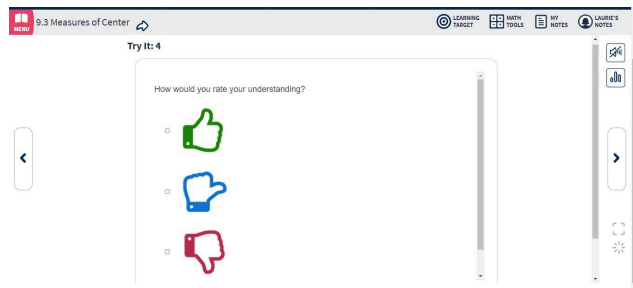 MENU
9.3 Measures of Center
LEARNING TARGET
MATH TOOLS
MY NOTES
LAURIE'S NOTES
Try It: 4
How would you rate your understanding?